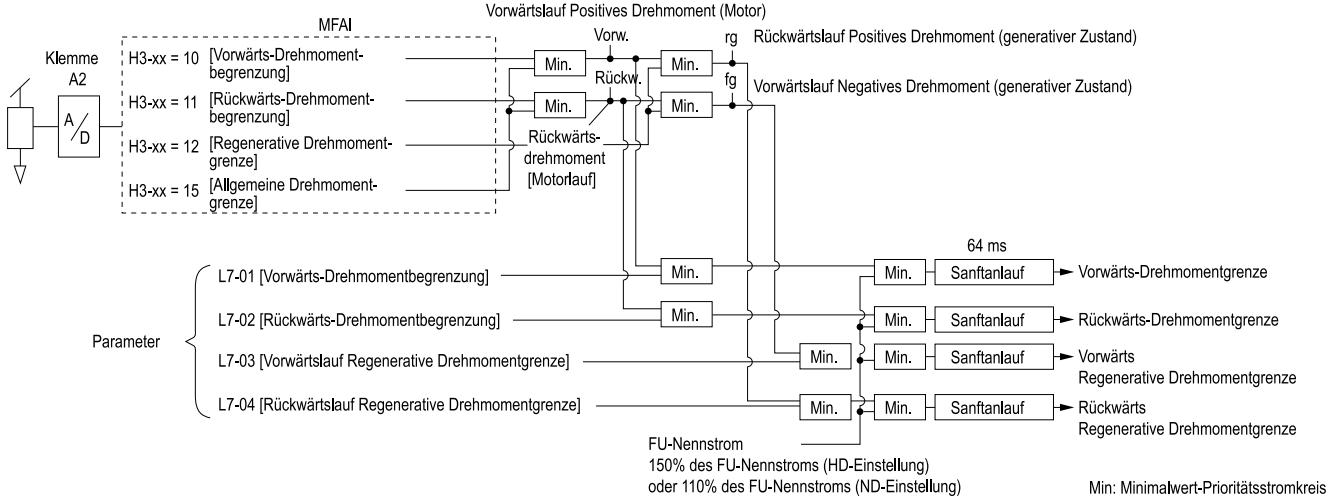 Vorwärtslauf Positives Drehmoment (Motor)
MFAI
Vorw.
rg
Rückwärtslauf Positives Drehmoment (generativer Zustand)
Klemme
A2
A/D
H3-xx = 10 [Vorwärts-Drehmoment-
begrenzung]
Min.
Min.
Rückw.
fg
Vorwärtslauf Negatives Drehmoment (generativer Zustand)
H3-xx = 11 [Rückwärts-Drehmoment-
begrenzung]
Min.
Min.
H3-xx = 12 [Regenerative Drehmoment-
grenze]
Rückwärts-
drehmoment
[Motorlauf]
H3-xx = 15 [Allgemeine Drehmoment-
grenze]
64 ms
Parameter
L7-01 [Vorwärts-Drehmomentbegrenzung]
Min.
Min.
Sanftanlauf
Vorwärts-Drehmomentgrenze
L7-02 [Rückwärts-Drehmomentbegrenzung]
Min.
Min.
Sanftanlauf
Rückwärts-Drehmomentgrenze
L7-03 [Vorwärtslauf Regenerative Drehmomentgrenze]
Min.
Min.
Sanftanlauf
Vorwärts
Regenerative Drehmomentgrenze
L7-04 [Rückwärtslauf Regenerative Drehmomentgrenze]
Min.
Min.
Sanftanlauf
Rückwärts
Regenerative Drehmomentgrenze
FU-Nennstrom
150% des FU-Nennstroms (HD-Einstellung)
oder 110% des FU-Nennstroms (ND-Einstellung)
Min: Minimalwert-Prioritätsstromkreis